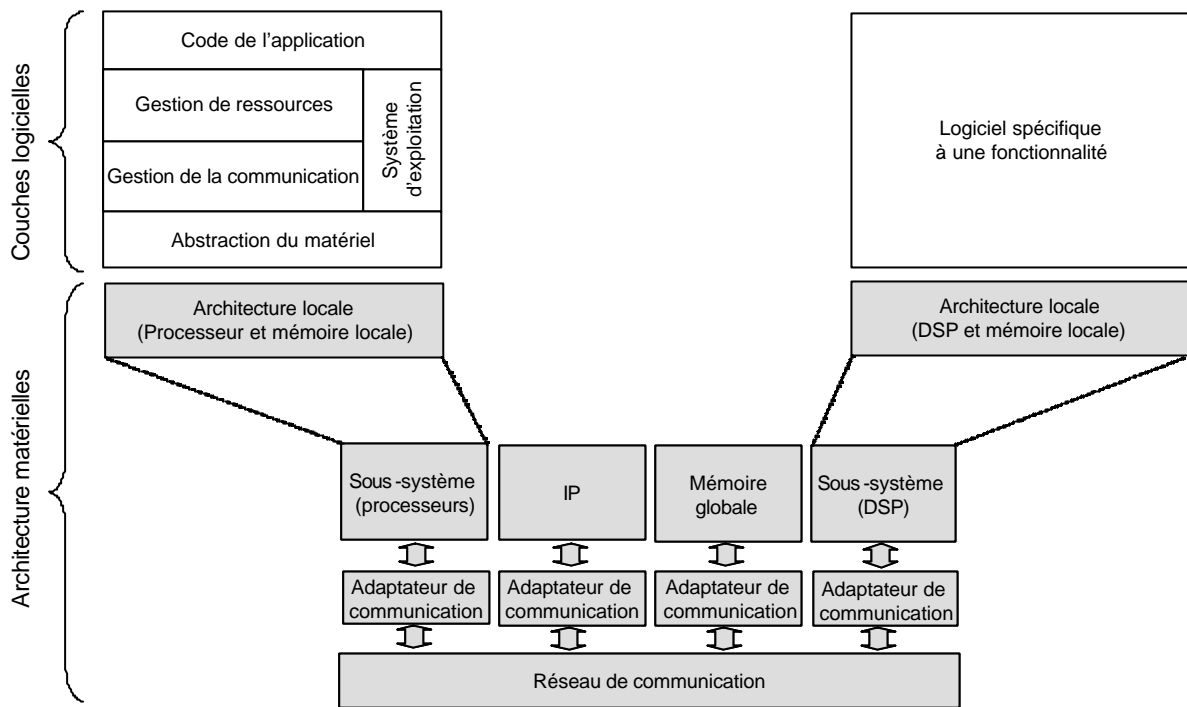 Couches logicielles
Code de l'application
Gestion de ressources
Gestion de la communication
Système
d'exploitation
Abstraction du matériel
Logiciel spécifique
à une fonctionnalité
Architecture matérielles
Architecture locale
(Processeur et mémoire locale)
Architecture locale
(DSP et mémoire locale)
Sous-système
(processeurs)
IP
Mémoire
globale
Sous-système
(DSP)
Adaptateur de
communication
Adaptateur de
communication
Adaptateur de
communication
Adaptateur de
communication
Réseau de communication